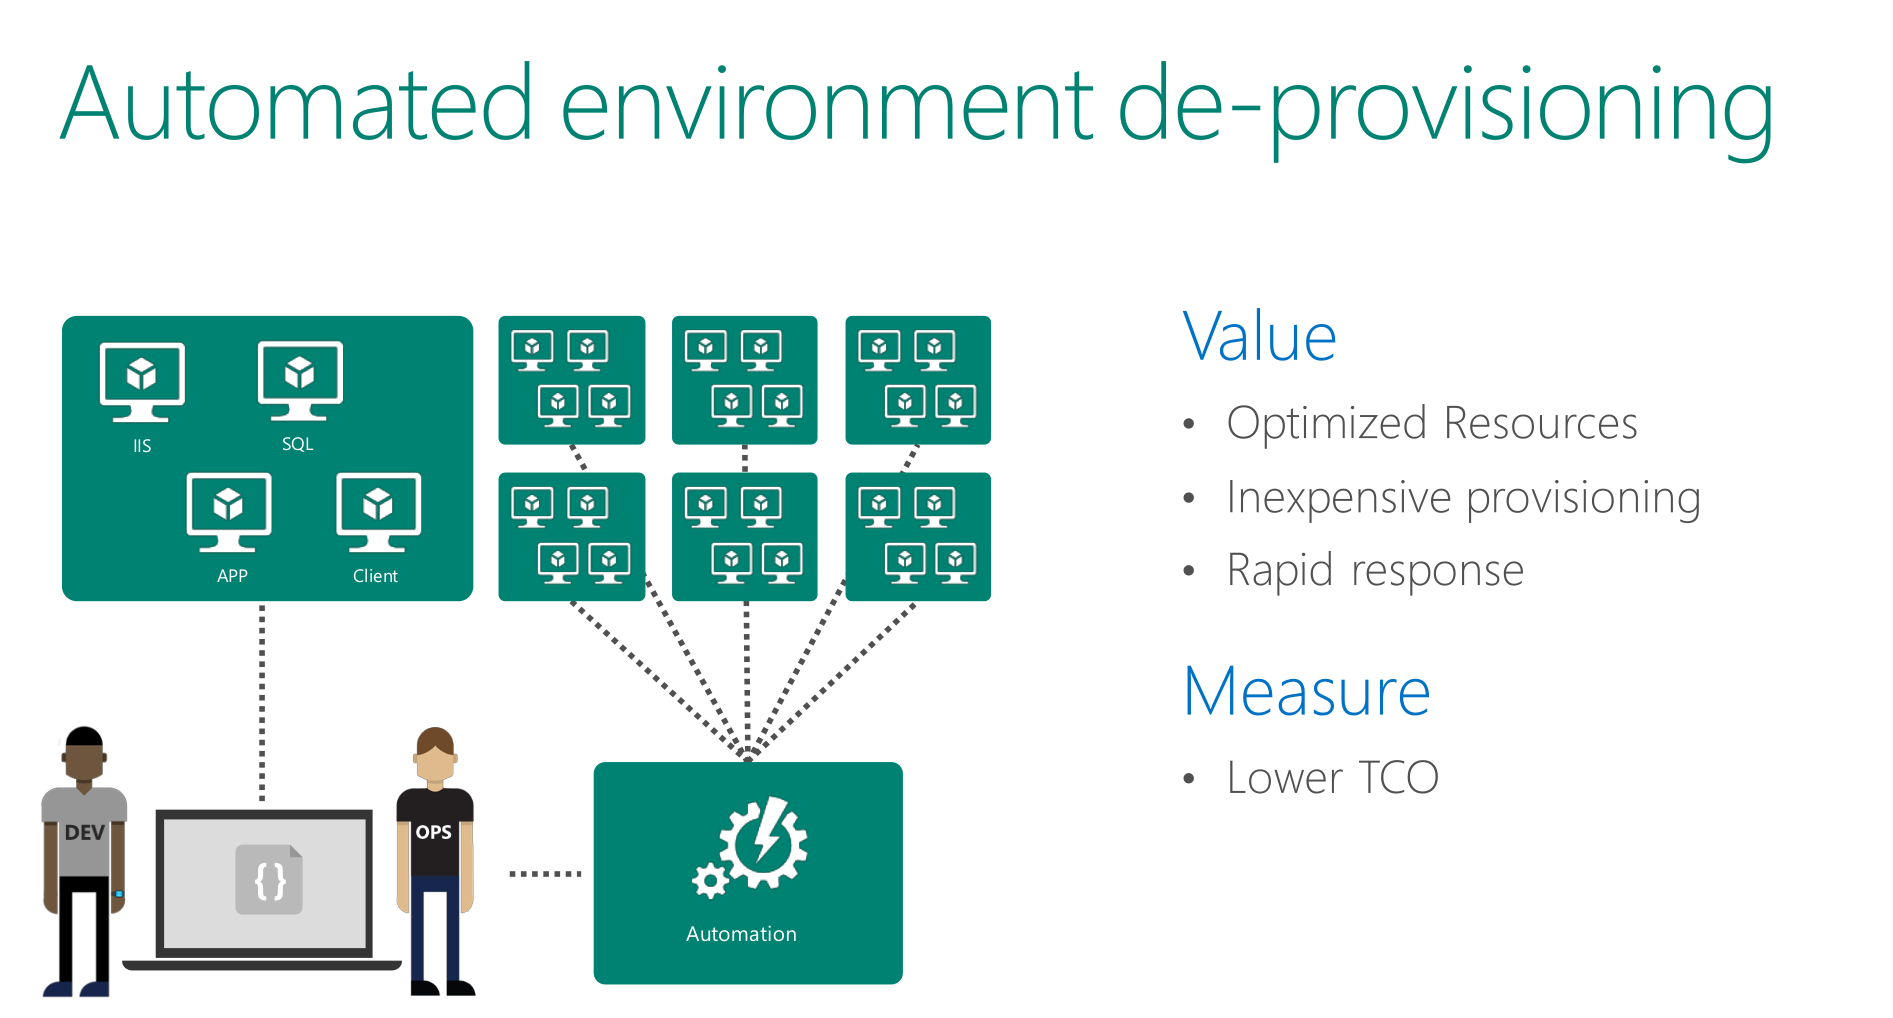 Automated environment de-provisioning
IIS
SQL
APP
Client
DEV
{}
OPS
Automation
Value
• Optimized Resources
• Inexpensive provisioning
• Rapid response
Measure
• Lower TCO